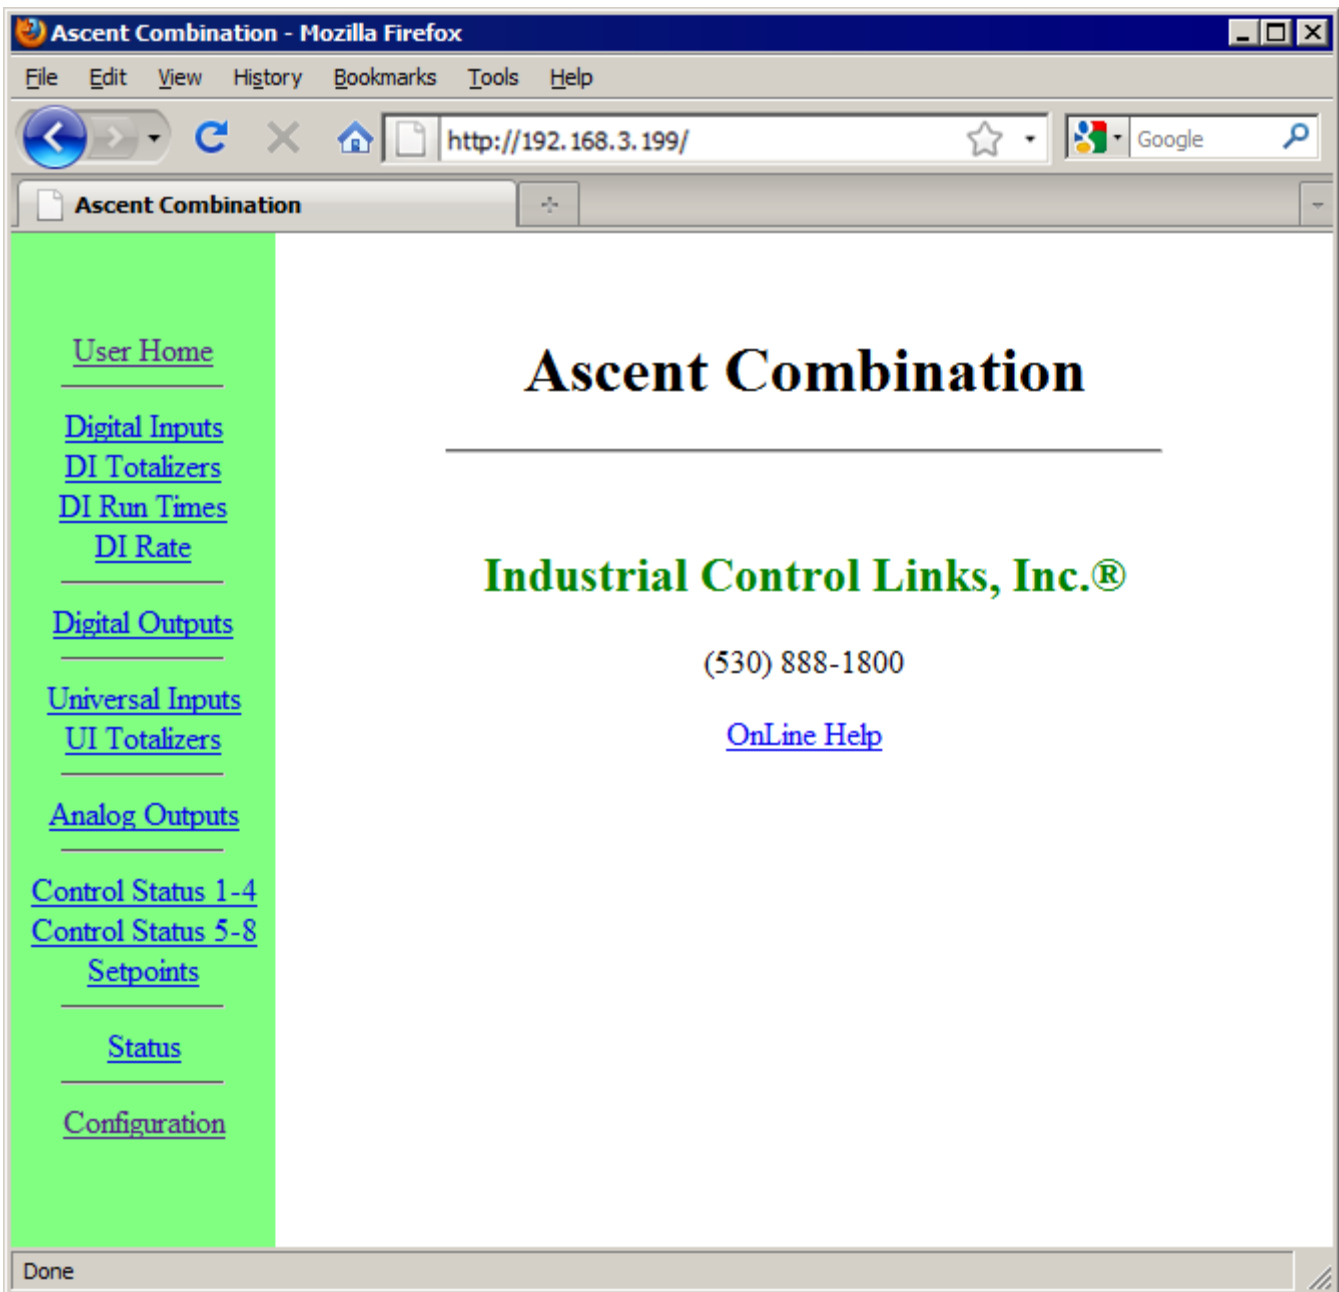 Ascent Combination - Mozilla Firefox
File Edit View History Bookmarks Tools Help
http://192.168.3.199/
Google
Ascent Combination
User Home
Digital Inputs
DI Totalizers
DI Run Times
DI Rate
Digital Outputs
Universal Inputs
UI Totalizers
Analog Outputs
Control Status 1-4
Control Status 5-8
Setpoints
Status
Configuration
Ascent Combination
Industrial Control Links, Inc.®
(530) 888-1800
OnLine Help
Done